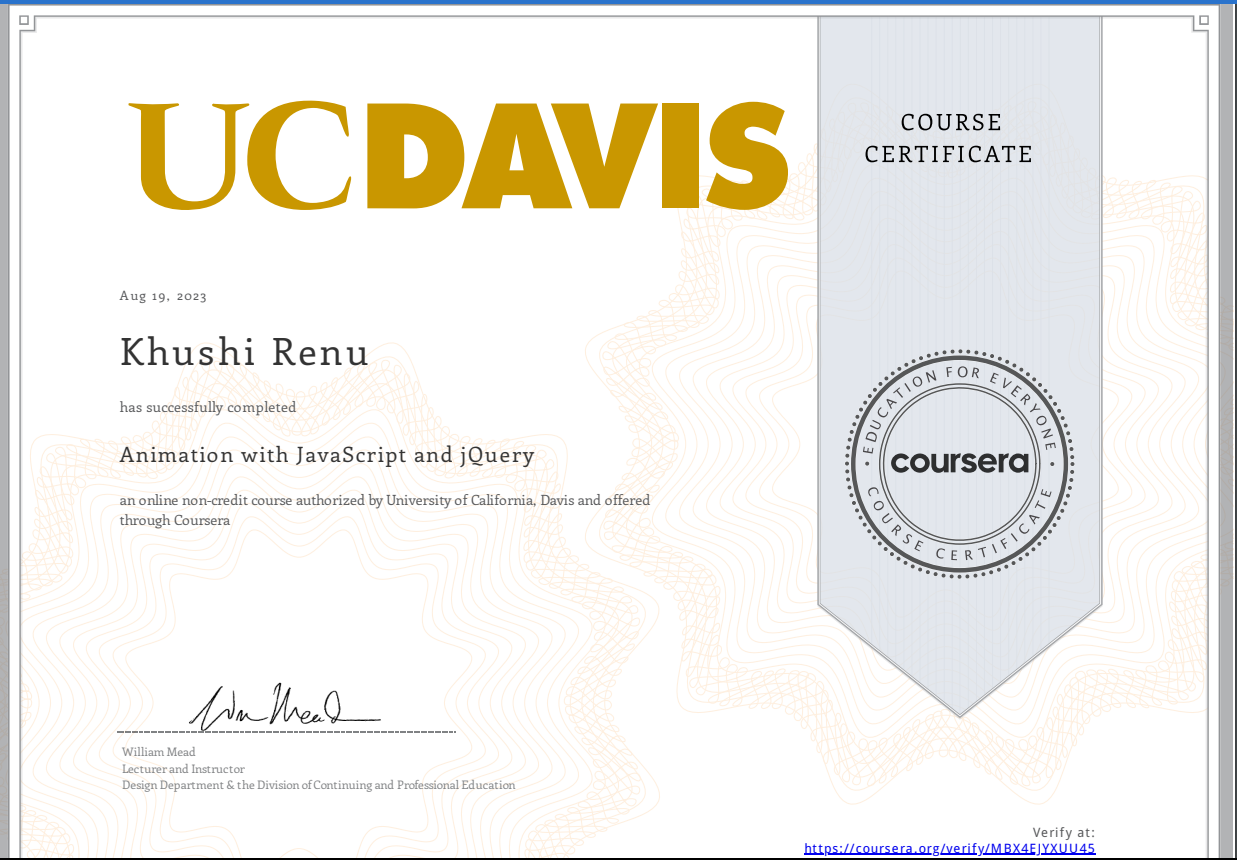 UCDAVIS
COURSE
CERTIFICATE
Aug 19, 2023
Khushi Renu
has successfully completed
Animation with JavaScript and jQuery
an online non-credit course authorized by University of California, Davis and offered
through Coursera
EDUCATION FOR EVERYONE
coursera
COURSE CERTIFICATE
William Mead
William Mead
Lecturer and Instructor
Design Department & the Division of Continuing and Professional Education
Verify at:
https://coursera.org/verify/MBX4EJYXUU45